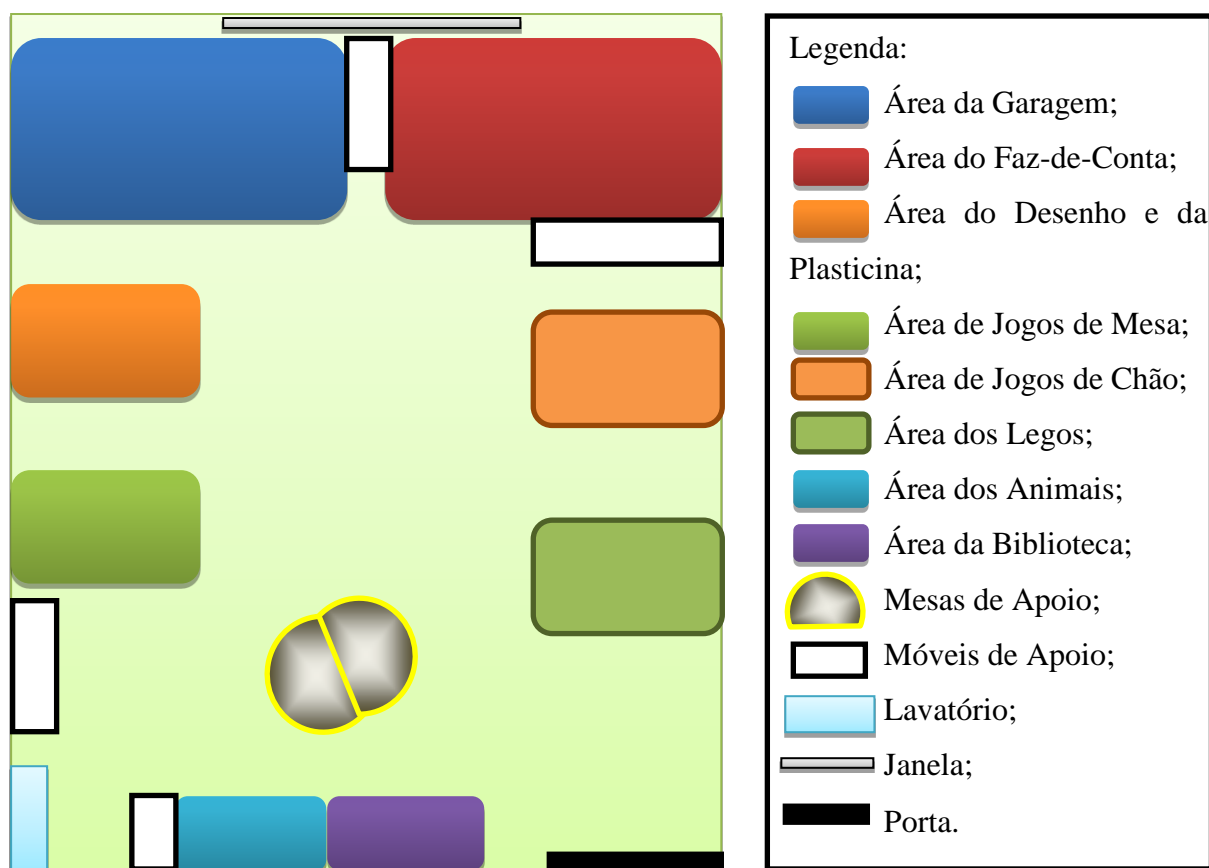 Legenda:
Área da Garagem;
Área do Faz-de-Conta;
Área do Desenho e da
Plasticina;
Área de Jogos de Mesa;
Área de Jogos de Chão;
Área dos Legos;
Área dos Animais;
Área da Biblioteca;
Mesas de Apoio;
Móveis de Apoio;
Lavatório;
Janela;
Porta.